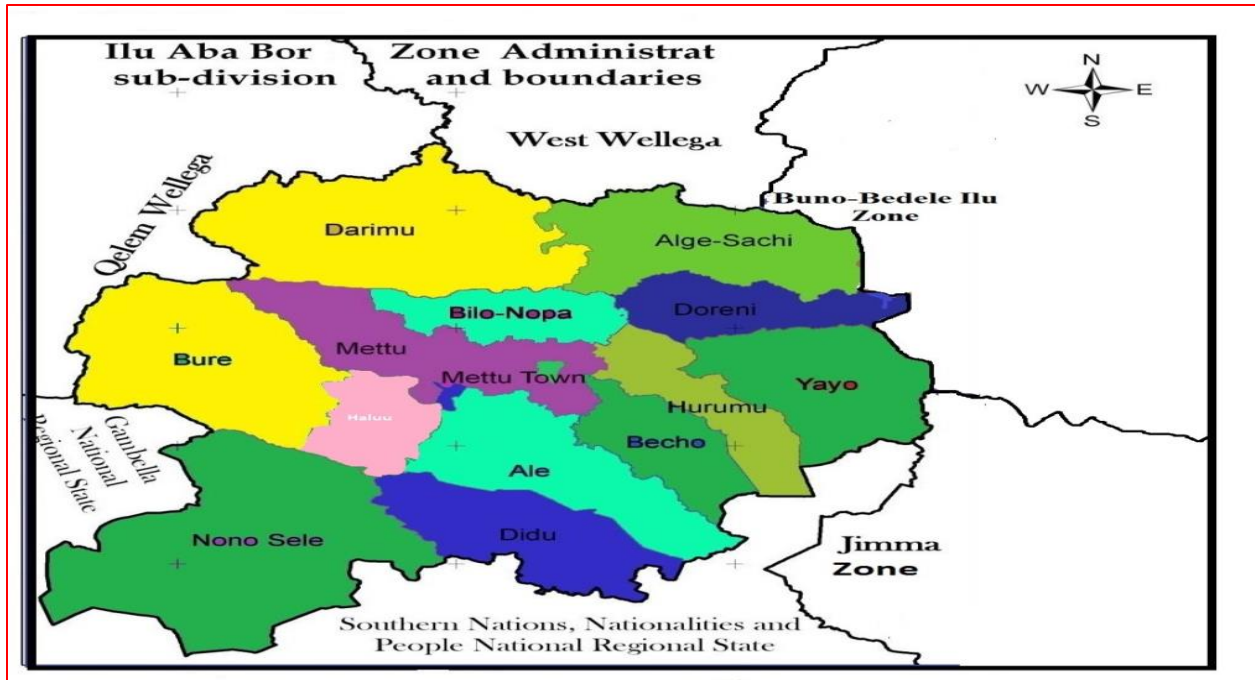 Ilu Aba Bor Zone Administrat
sub-division and boundaries
N
W E
S
West Wellega
Qelem Wellega
Buno-Bedele Ilu
Zone
Darimu
Alge-Sachi
Bilo-Nopa
Doreni
Mettu
Bure
Mettu Town
Yayo
Haluu
Hurumu
Becho
Gambella
National
Regional State
Ale
Nono Sele
Didu
Jimma
Zone
Southern Nations, Nationalities and
People National Regional State